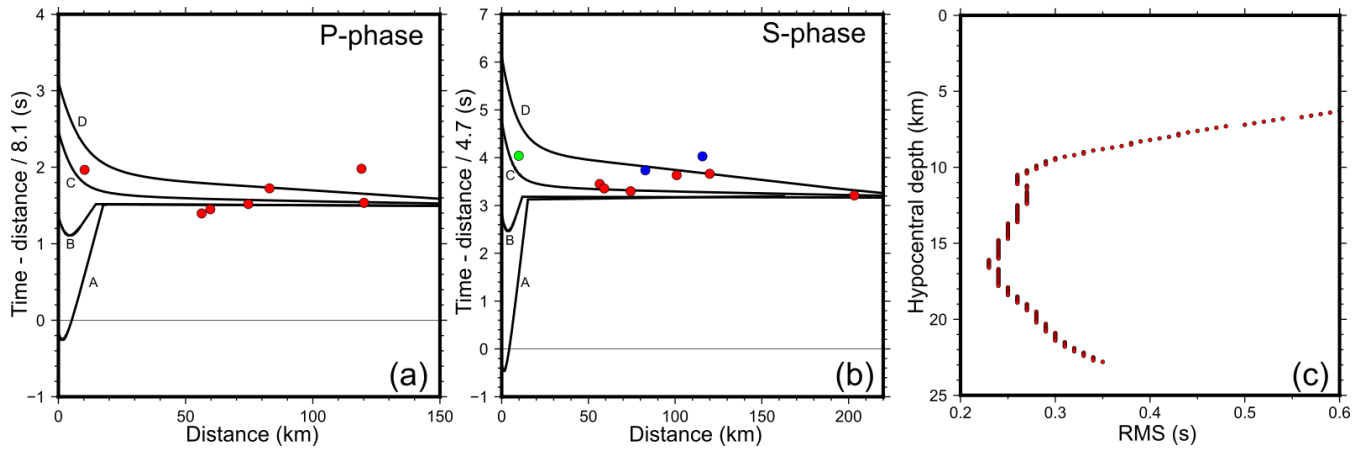 P-phase
Time - distance / 8.1 (s)
4
3
2
1
0
−1
D
C
B
A
(a)
0
50
100
150
Distance (km)
S-phase
Time - distance / 4.7 (s)
7
6
5
4
3
2
1
0
−1
D
C
B
A
(b)
0
50
100
150
200
Distance (km)
Hypocentral depth (km)
0
5
10
15
20
25
(c)
0.2
0.3
0.4
0.5
0.6
RMS (s)